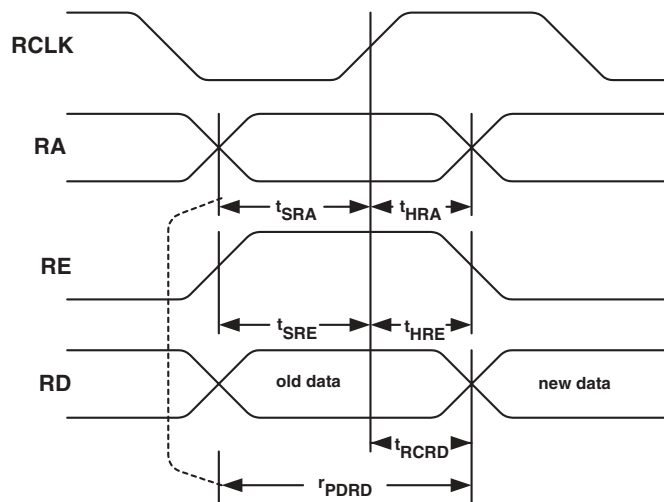 RCLK
RA
tSRA tHRA
RE
tSRE tHRE
RD old data new data
tRCRD
rPDRD